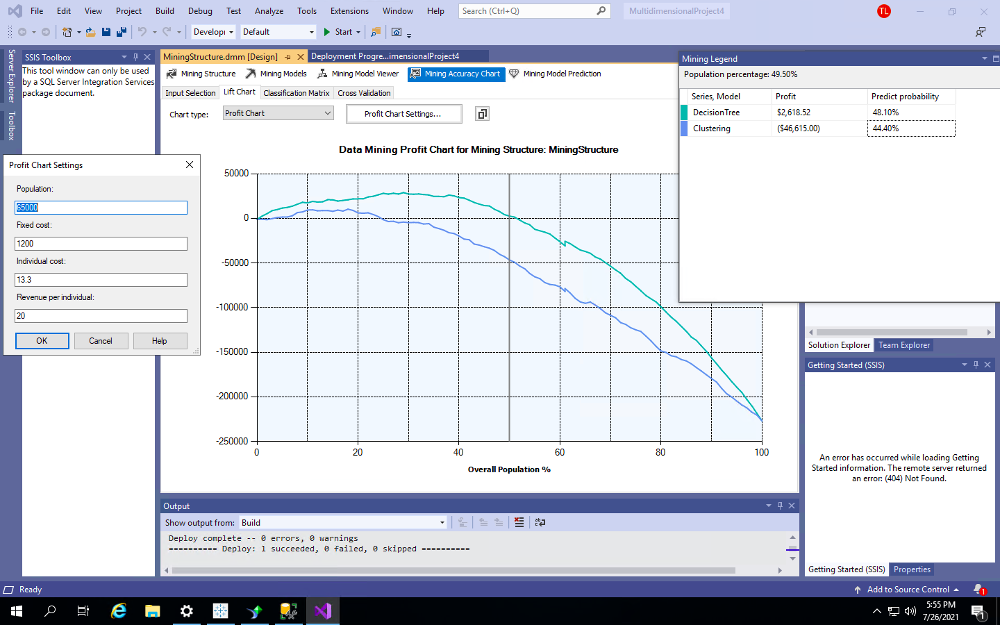 File Edit View Project Build Debug Test Analyze Tools Extensions Window Help Search (Ctrl+Q) MultidimensionalProject4 TL
Developı Default Start
Server Explorer
Toolbox
SSIS Toolbox
This tool window can only be used
by a SQL Server Integration Services
package document.
MiningStructure.dmm [Design] Deployment Progre...imensionalProject4
Mining Structure Mining Models Mining Model Viewer Mining Accuracy Chart Mining Model Prediction
Input Selection Lift Chart Classification Matrix Cross Validation
Chart type: Profit Chart Profit Chart Settings...
Data Mining Profit Chart for Mining Structure: MiningStructure
50000
0
-50000
-100000
-150000
-200000
-250000
0 20 40 60 80 100
Overall Population %
Mining Legend
Population percentage: 49.50%
Series, Model Profit Predict probability
DecisionTree $2,618.52 48.10%
Clustering ($46,615.00) 44.40%
Profit Chart Settings
Population:
65000
Fixed cost:
1200
Individual cost:
13.3
Revenue per individual:
20
OK Cancel Help
Solution Explorer Team Explorer
Getting Started (SSIS)
An error has occurred while loading Getting
Started information. The remote server returned
an error: (404) Not Found.
Getting Started (SSIS) Properties
Output
Show output from: Build
Deploy complete -- 0 errors, 0 warnings
========== Deploy: 1 succeeded, 0 failed, 0 skipped ==========
Ready Add to Source Control 1
5:55 PM
7/26/2021
1